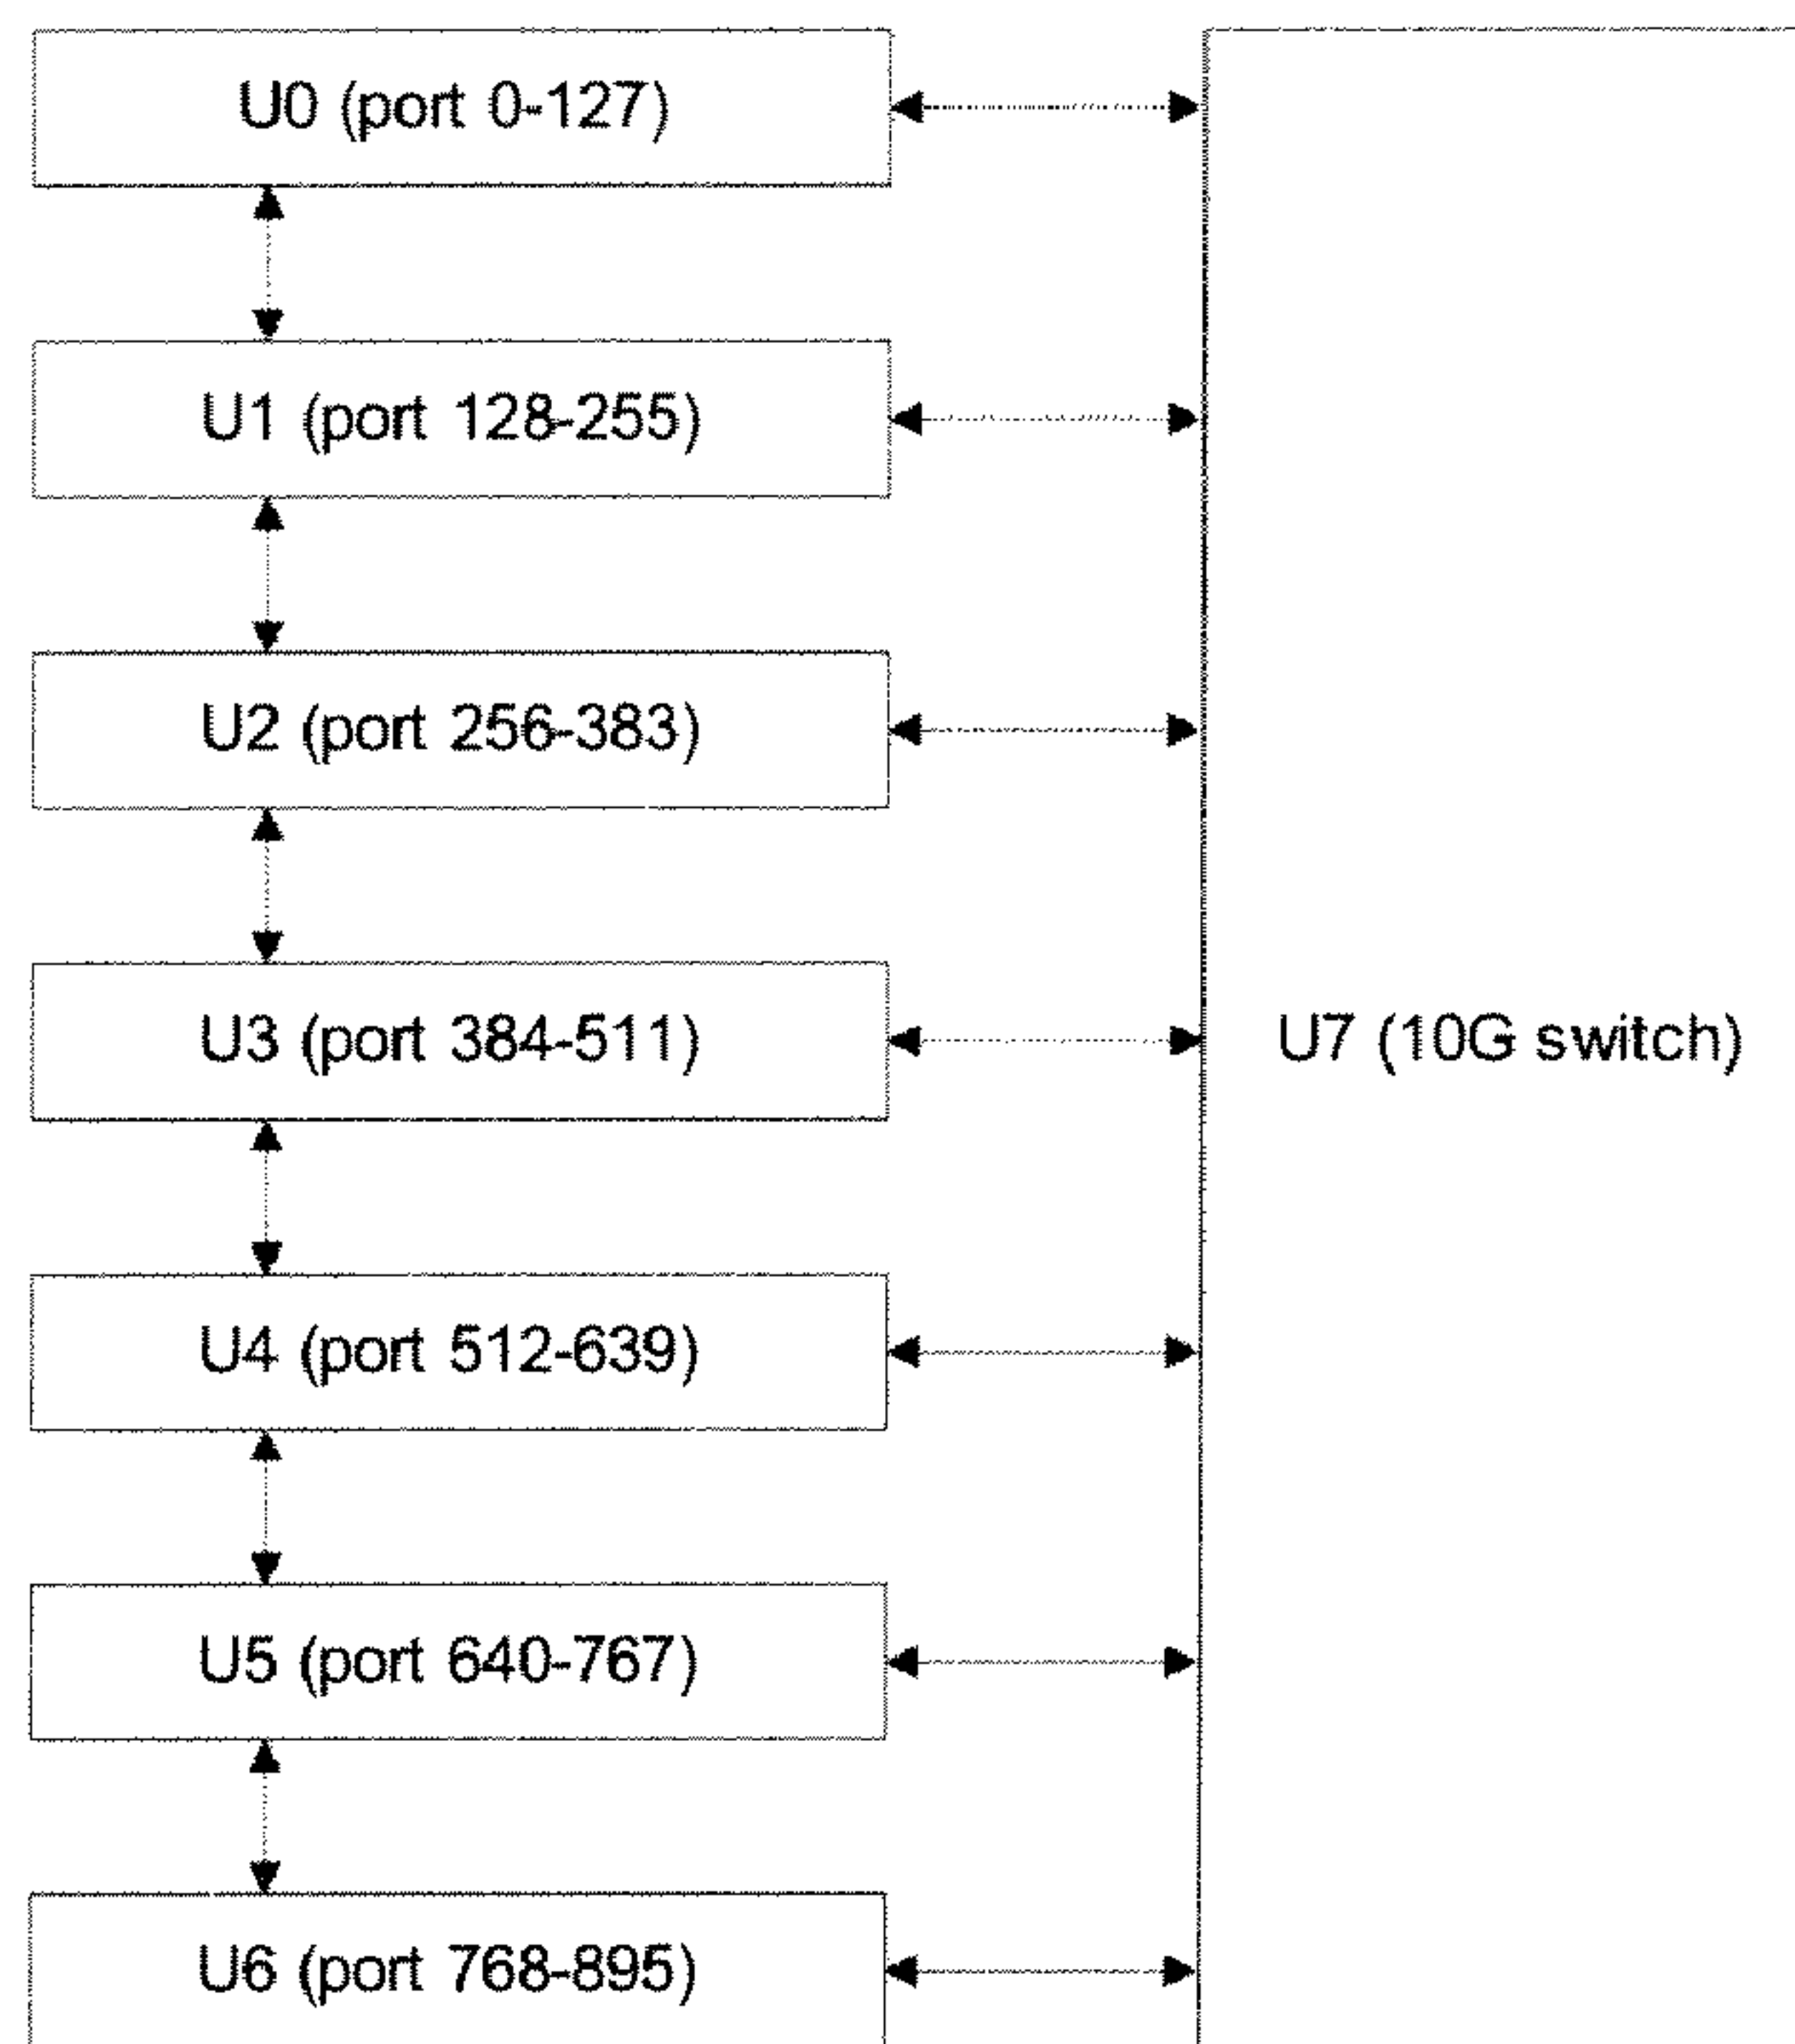 U0 (port 0-127)
U1 (port 128-255)
U2 (port 256-383)
U3 (port 384-511)
U7 (10G switch)
U4 (port 512-639)
U5 (port 640-767)
U6 (port 768-895)